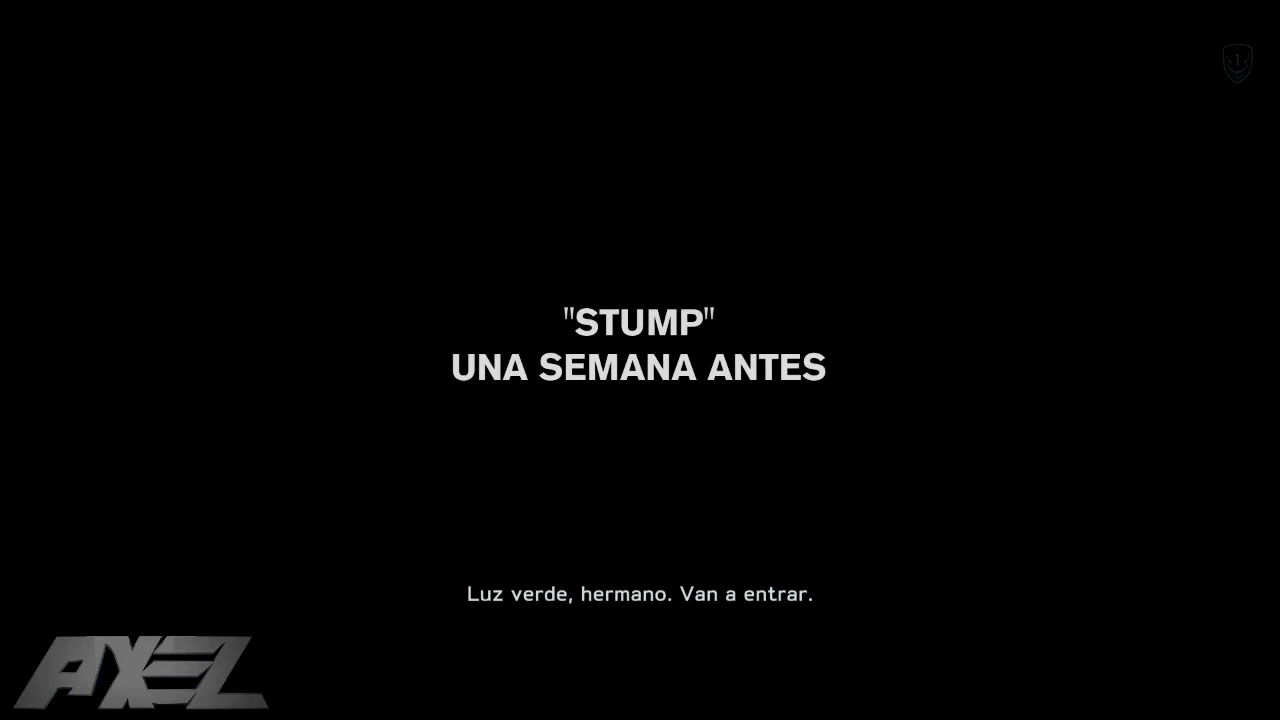 "STUMP"
UNA SEMANA ANTES
Luz verde, hermano. Van a entrar.
AXEL